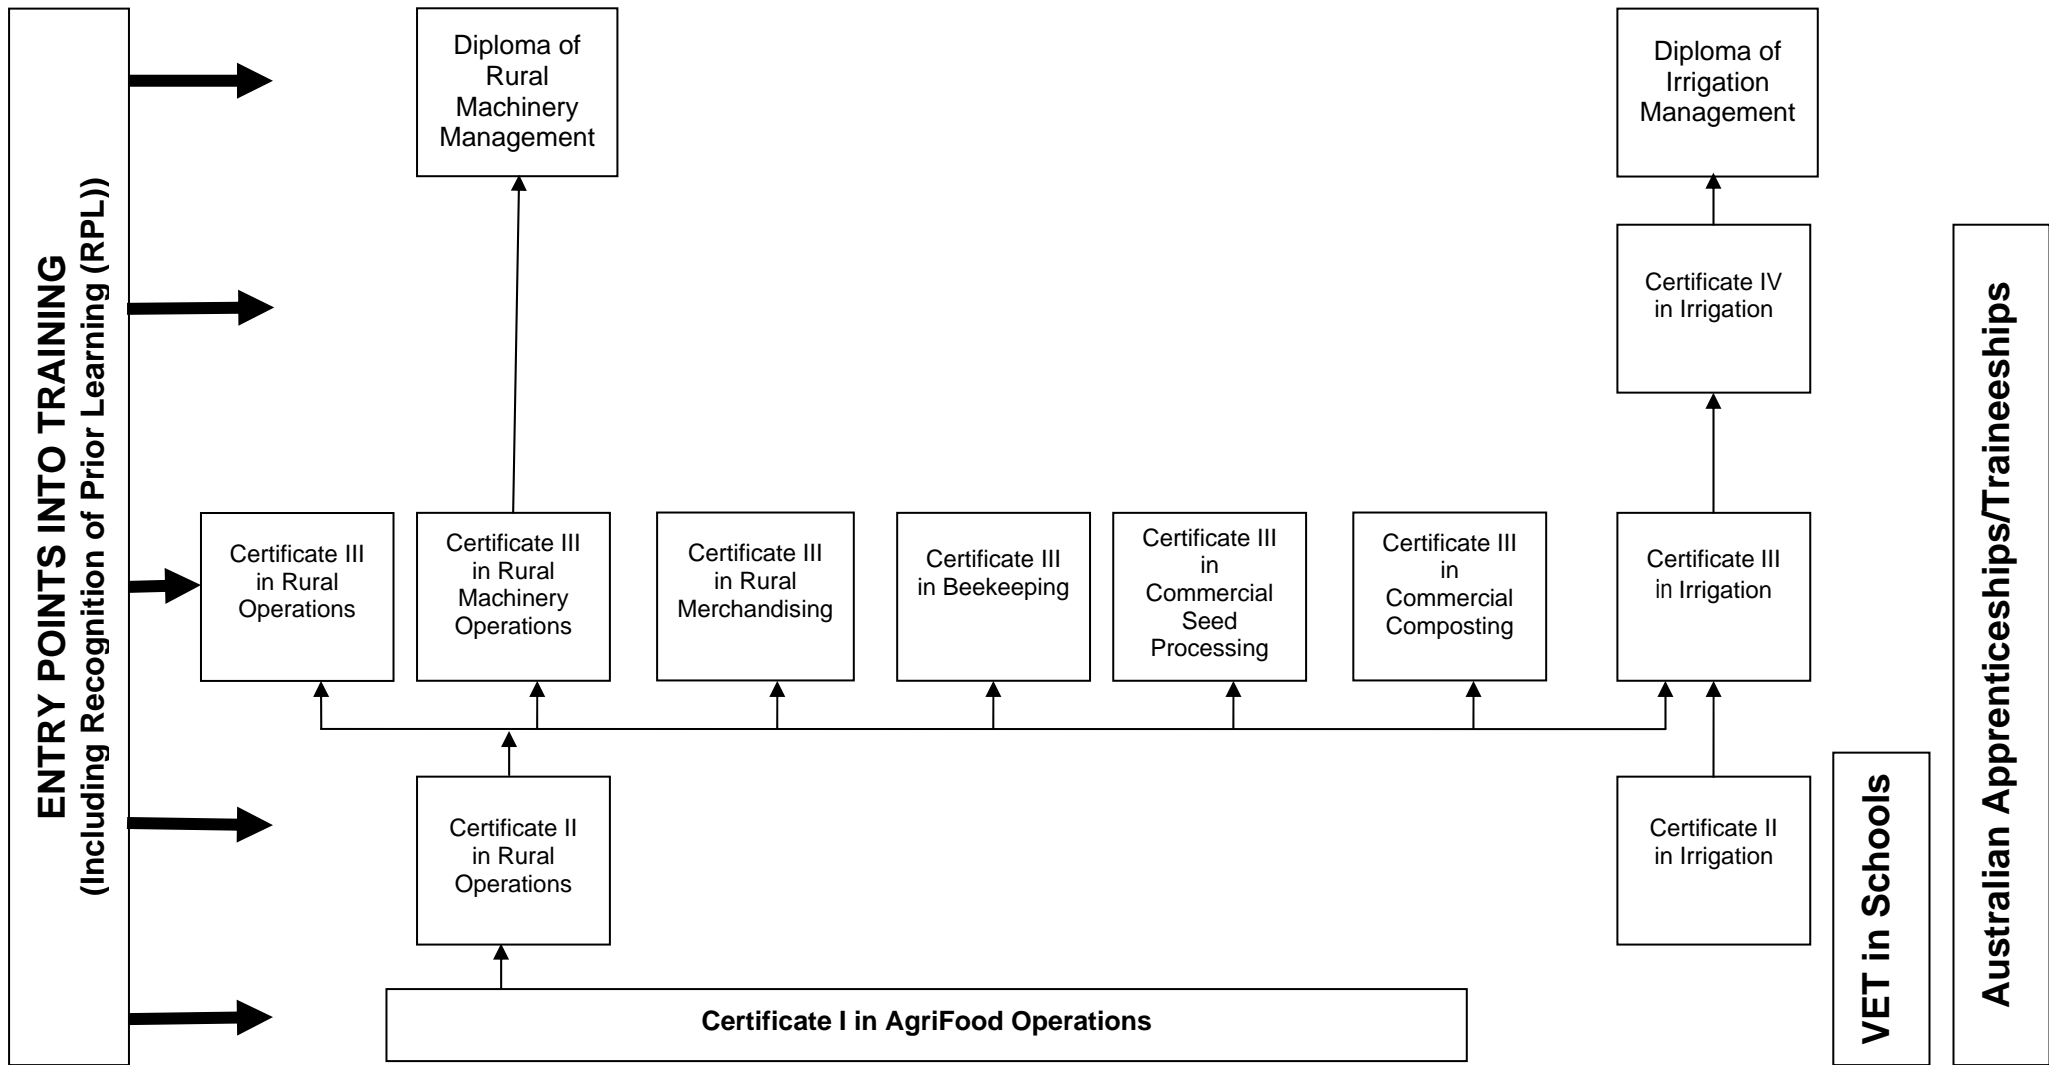 ENTRY POINTS INTO TRAINING
(Including Recognition of Prior Learning (RPL))
Diploma of
Rural
Machinery
Management
Diploma of
Irrigation
Management
Certificate IV
in Irrigation
Certificate III
in Rural
Operations
Certificate III
in Rural
Machinery
Operations
Certificate III
in Rural
Merchandising
Certificate III
in Beekeeping
Certificate III
in
Commercial
Seed
Processing
Certificate III
in
Commercial
Composting
Certificate III
in Irrigation
Certificate II
in Rural
Operations
Certificate II
in Irrigation
Certificate I in AgriFood Operations
VET in Schools
Australian Apprenticeships/Traineeships